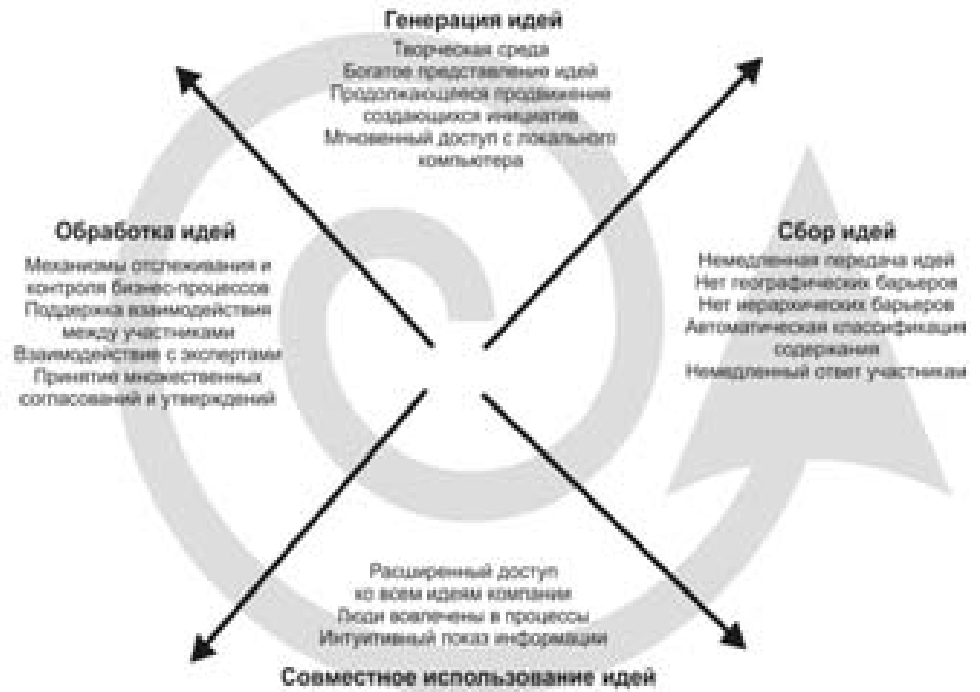 Генерация идей
Творческая среда
Богатое представление идей
Продолжающееся продвижение
создающихся инициатив
Мгновенный доступ с локального
компьютера
Обработка идей
Механизмы отслеживания и
контроля бизнес-процессов
Поддержка взаимодействия
между участниками
Взаимодействие с экспертами
Принятие множественных
согласований и утверждений
Сбор идей
Немедленная передача идей
Нет географических барьеров
Нет иерархических барьеров
Автоматическая классификация
содержания
Немедленный ответ участникам
Расширенный доступ
ко всем идеям компании
Люди вовлечены в процессы
Интуитивный показ информации
Совместное использование идей